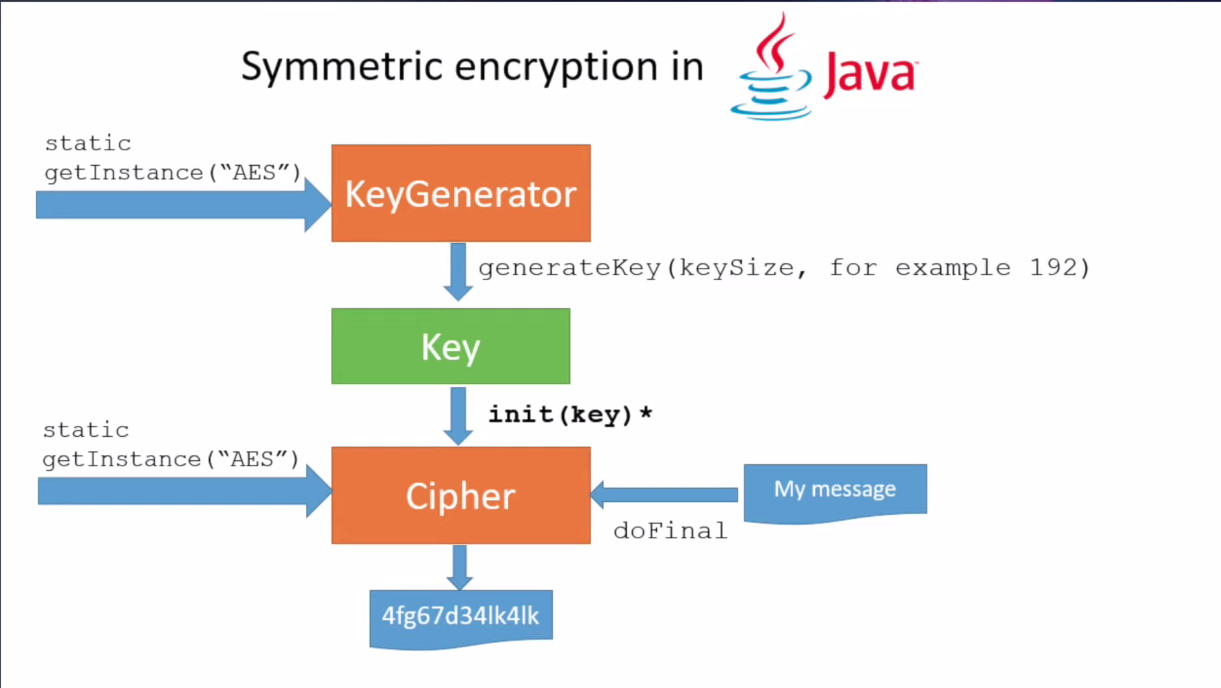 Symmetric encryption in Java™
static
getInstance(“AES”)
KeyGenerator
generateKey(keySize, for example 192)
Key
init(key)*
static
getInstance(“AES”)
Cipher
My message
doFinal
4fg67d34lk4lk